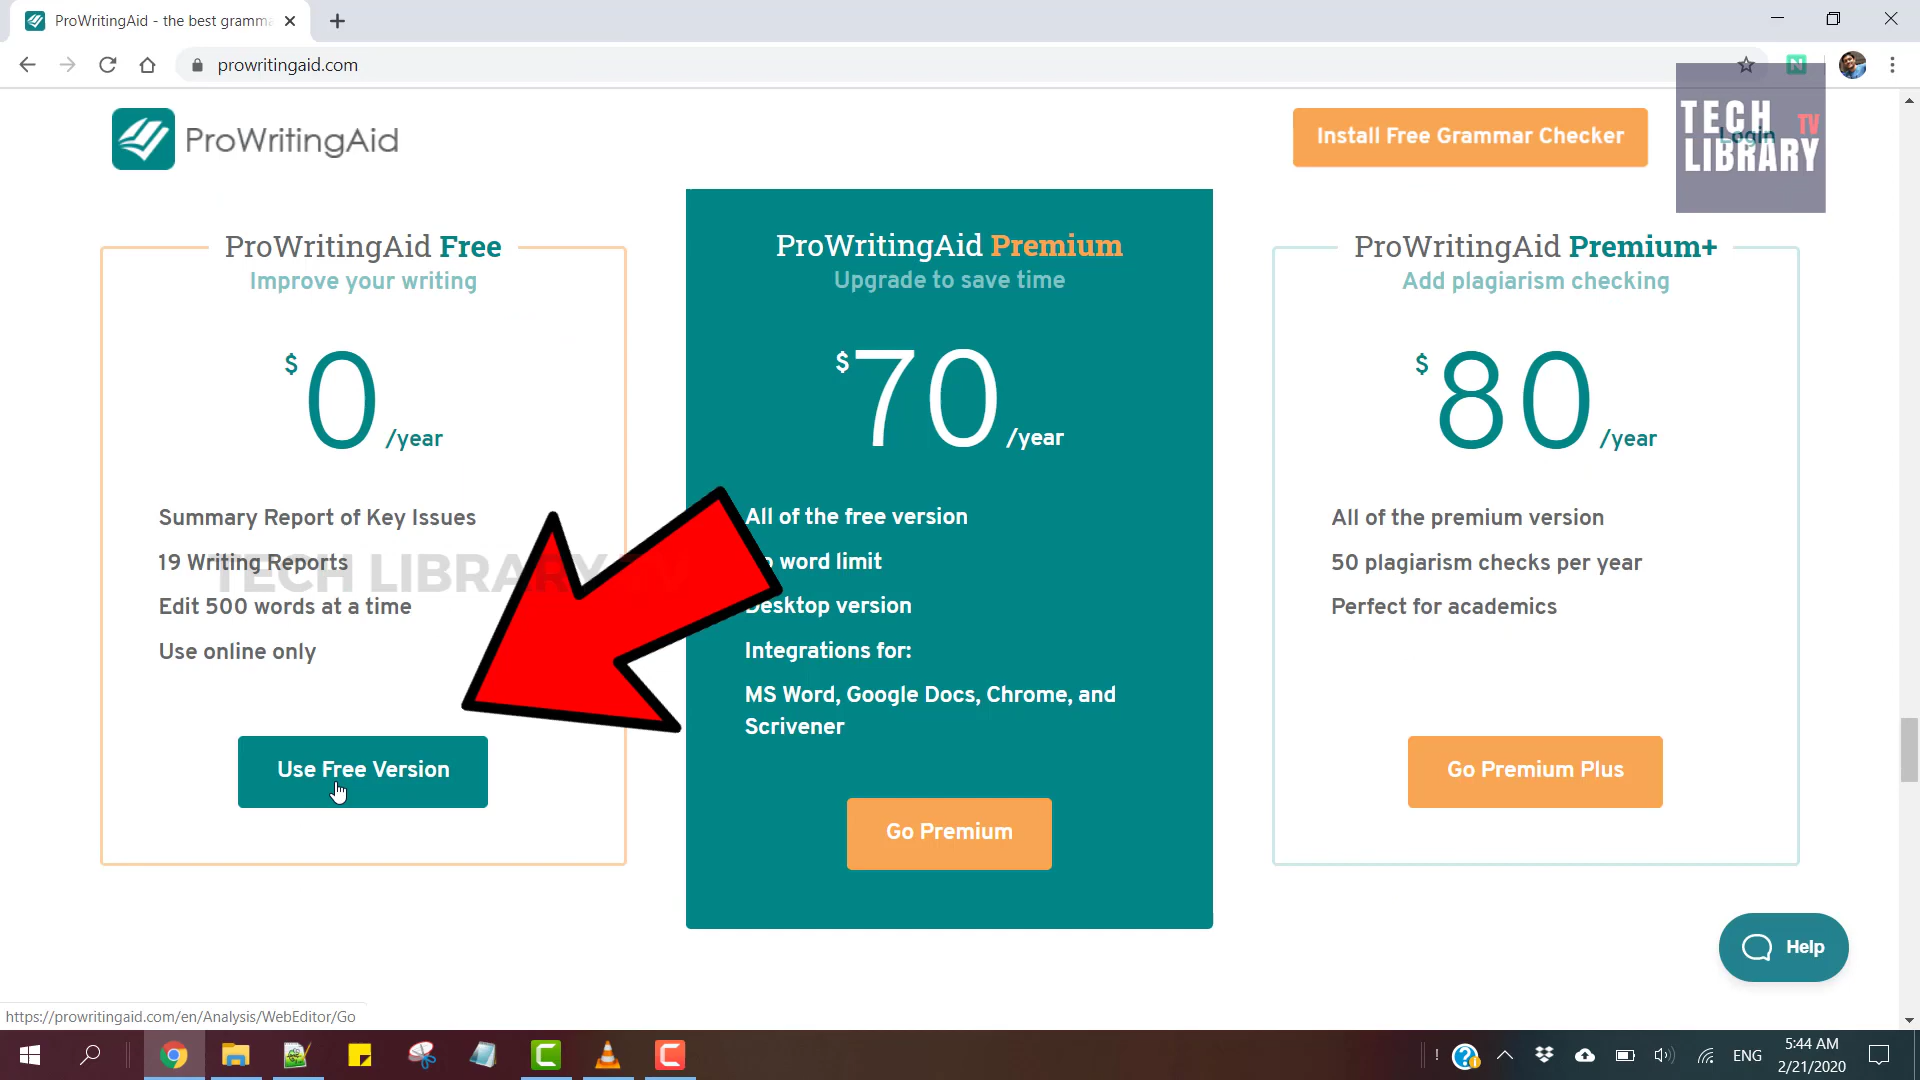 ProWritingAid - the best gramma
prowritingaid.com
ProWritingAid
Install Free Grammar Checker
Login
TECH TV
LIBRARY
ProWritingAid Free
Improve your writing
$0/year
Summary Report of Key Issues
19 Writing Reports
Edit 500 words at a time
Use online only
Use Free Version
TECH LIBRARY TV
ProWritingAid Premium
Upgrade to save time
$70/year
All of the free version
word limit
Desktop version
Integrations for:
MS Word, Google Docs, Chrome, and
Scrivener
Go Premium
ProWritingAid Premium+
Add plagiarism checking
$80/year
All of the premium version
50 plagiarism checks per year
Perfect for academics
Go Premium Plus
Help
https://prowritingaid.com/en/Analysis/WebEditor/Go
ENG
5:44 AM
2/21/2020